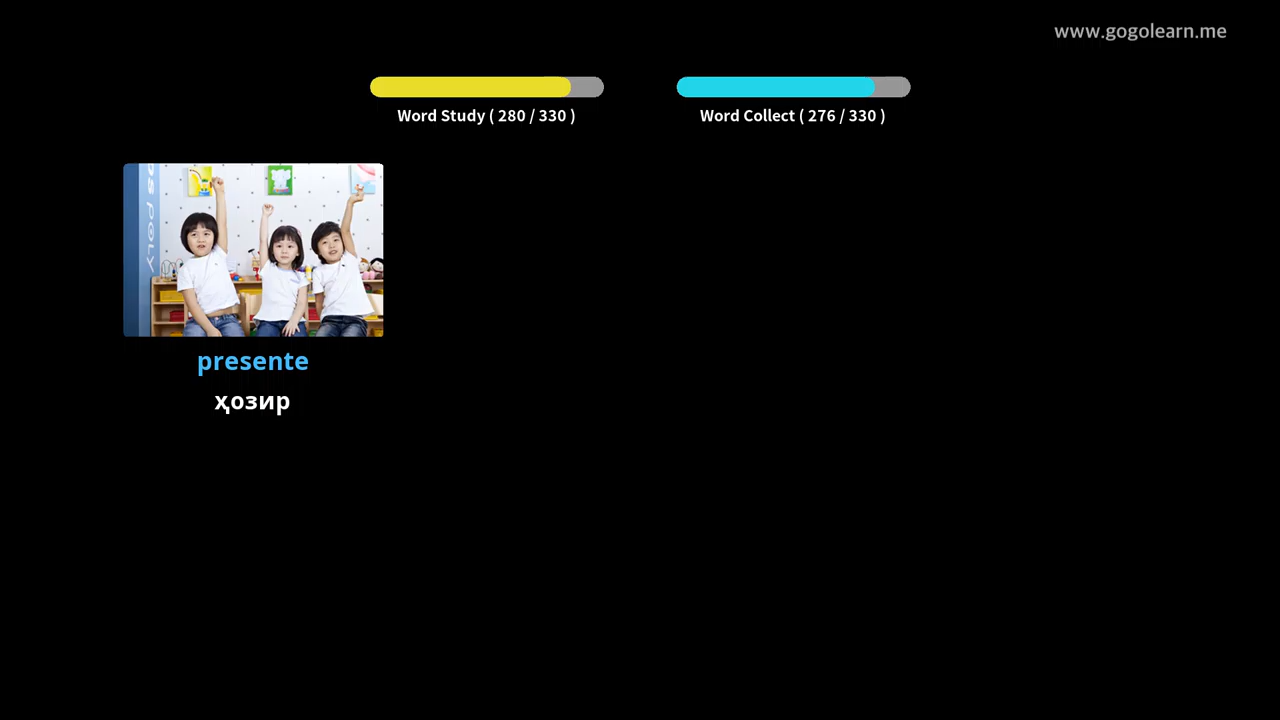 www.gogolearn.me
Word Study ( 280 / 330 )
Word Collect ( 276 / 330 )
presente
ҳозир